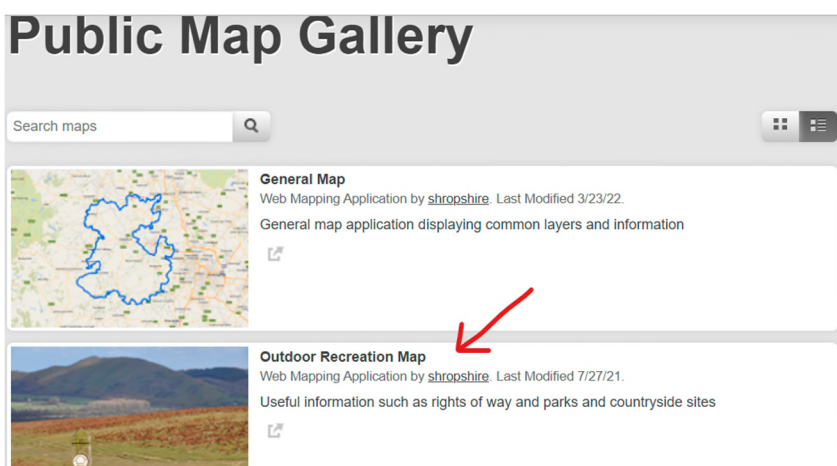 Public Map Gallery
Search maps
General Map
Web Mapping Application by shropshire. Last Modified 3/23/22.
General map application displaying common layers and information
Outdoor Recreation Map
Web Mapping Application by shropshire. Last Modified 7/27/21.
Useful information such as rights of way and parks and countryside sites